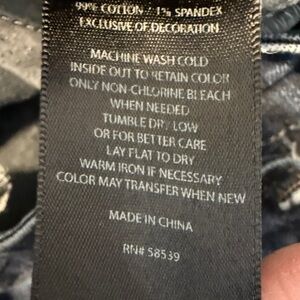 99% COTTON / 1% SPANDEX
EXCLUSIVE OF DECORATION
MACHINE WASH COLD
INSIDE OUT TO RETAIN COLOR
ONLY NON-CHLORINE BLEACH
WHEN NEEDED
TUMBLE DRY LOW
OR FOR BETTER CARE
LAY FLAT TO DRY
WARM IRON IF NECESSARY
COLOR MAY TRANSFER WHEN NEW
MADE IN CHINA
RN# 58539